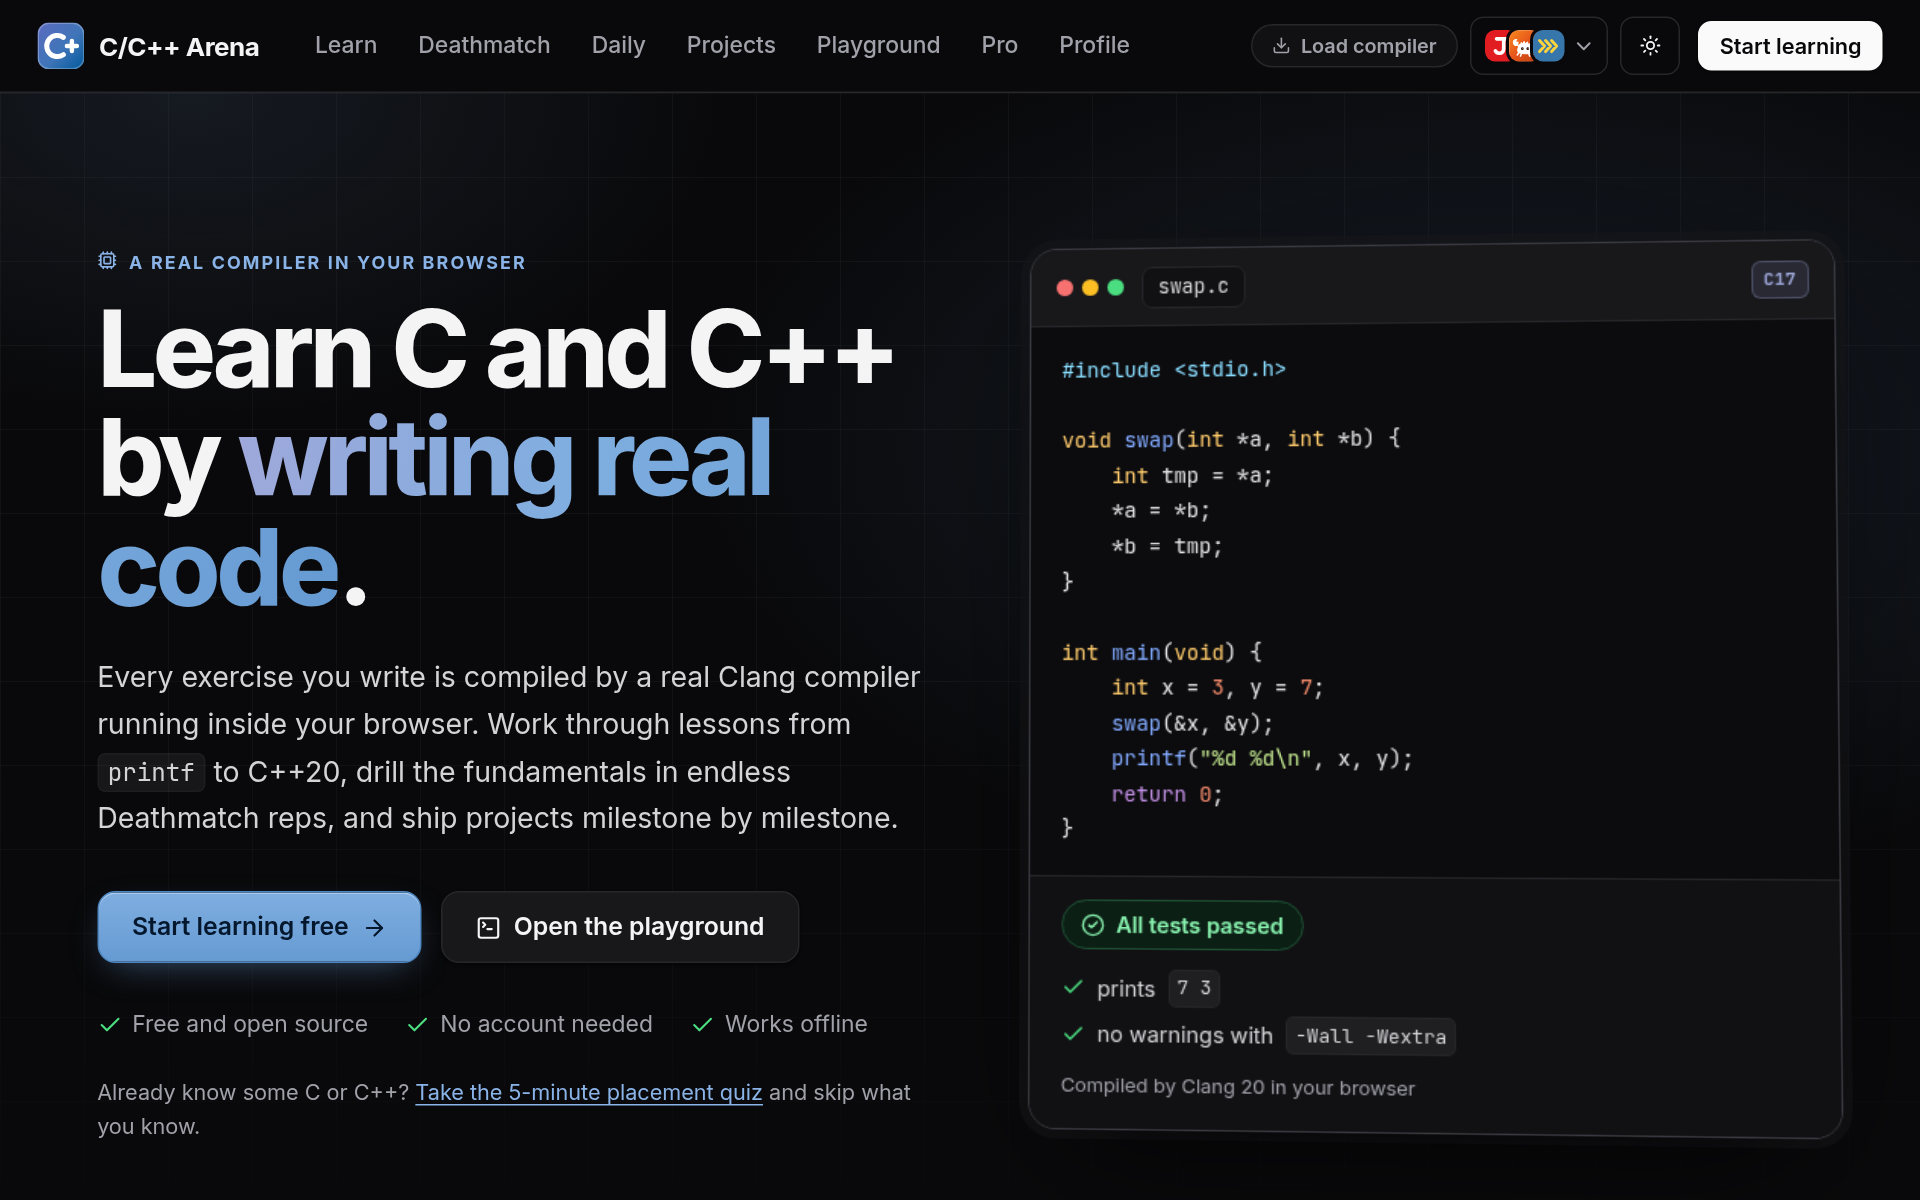 C+ C/C++ Arena Learn Deathmatch Daily Projects Playground Pro Profile Load compiler J Start learning
A REAL COMPILER IN YOUR BROWSER
Learn C and C++
by writing real
code.
Every exercise you write is compiled by a real Clang compiler
running inside your browser. Work through lessons from
printf to C++20, drill the fundamentals in endless
Deathmatch reps, and ship projects milestone by milestone.
Start learning free → Open the playground
Free and open source No account needed Works offline
Already know some C or C++? Take the 5-minute placement quiz and skip what
you know.
swap.c C17
#include <stdio.h>
void swap(int *a, int *b) {
    int tmp = *a;
    *a = *b;
    *b = tmp;
}
int main(void) {
    int x = 3, y = 7;
    swap(&x, &y);
    printf("%d %d\n", x, y);
    return 0;
}
All tests passed
prints 7 3
no warnings with -Wall -Wextra
Compiled by Clang 20 in your browser